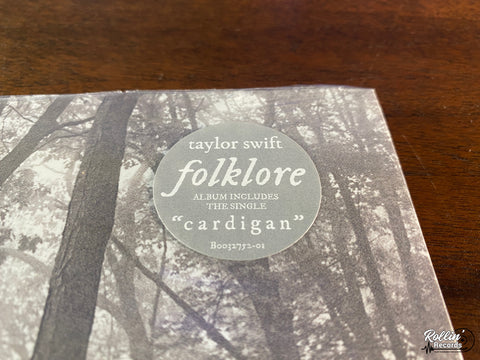 taylor swift
folklore
ALBUM INCLUDES
THE SINGLE
“cardigan”
B0032752-01
Rollin'
Records